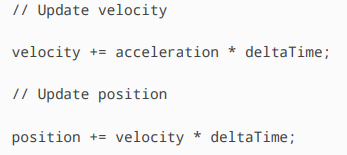 // Update velocity
velocity += acceleration * deltaTime;
// Update position
position += velocity * deltaTime;